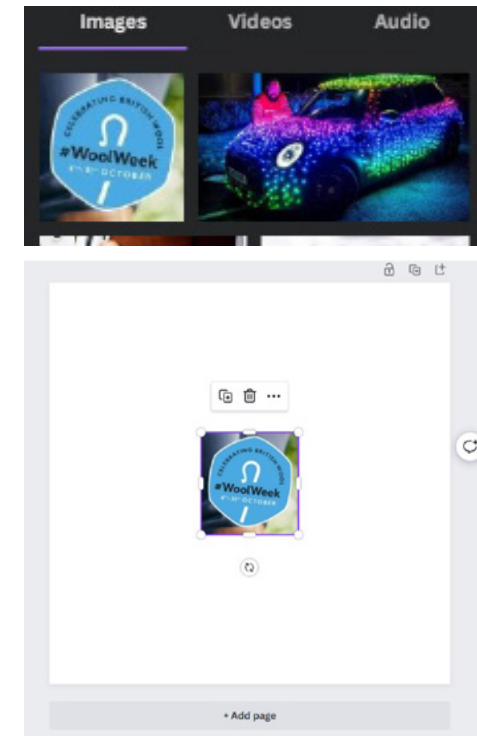 Images Videos Audio
CELEBRATING BRITISH WOOL
#WoolWeek
OCTOBER
CELEBRATING BRITISH WOOL
#WoolWeek
OCTOBER
+ Add page